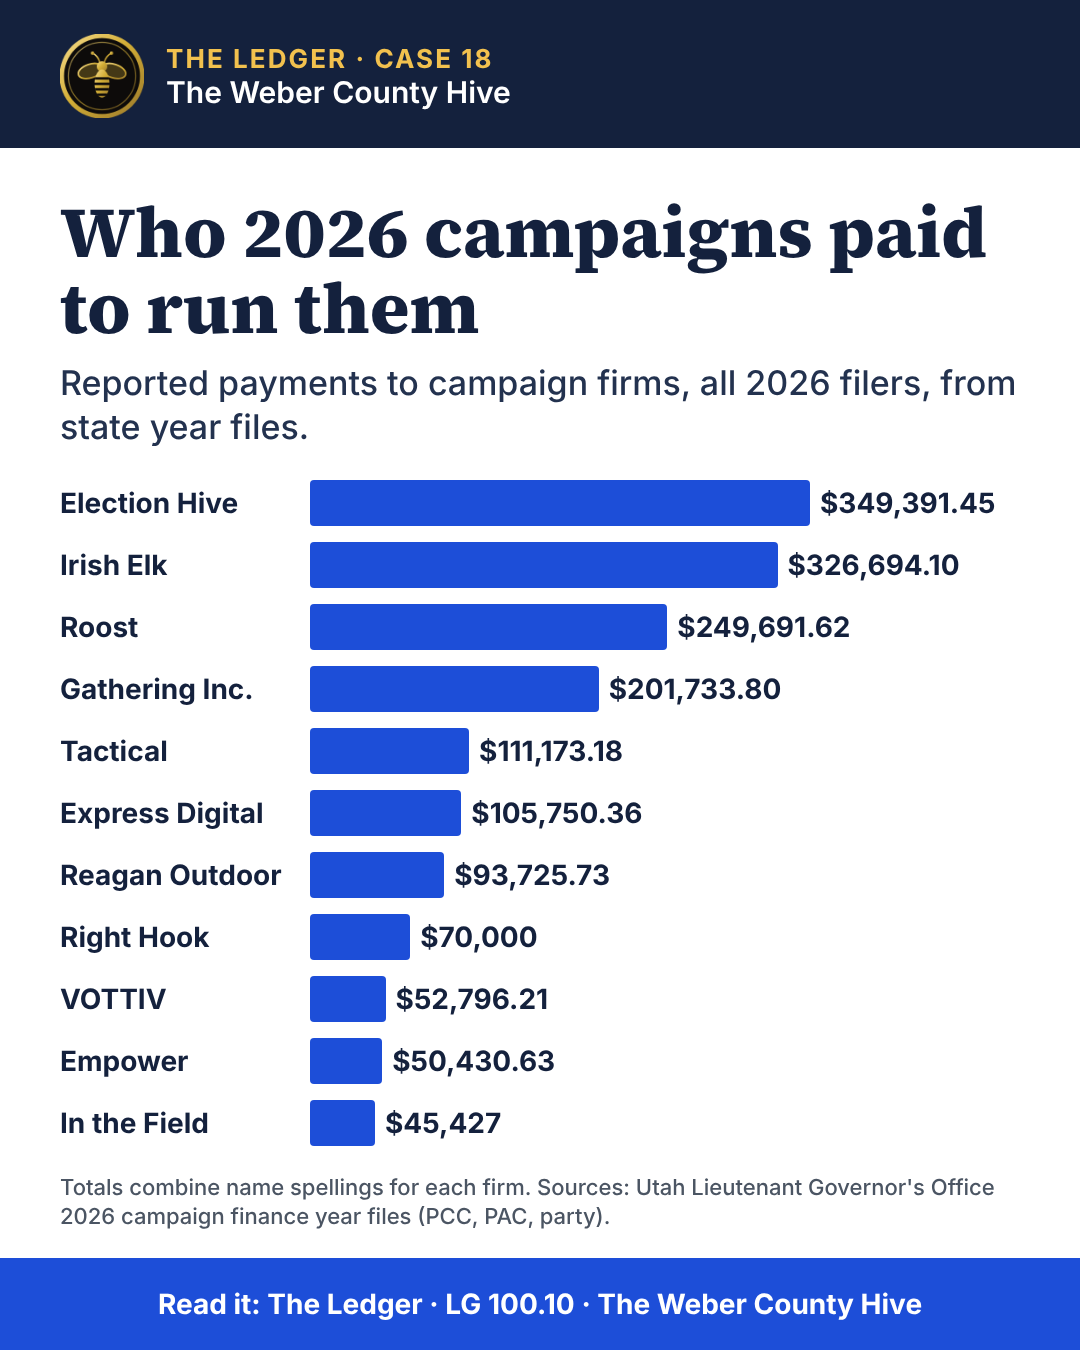 THE LEDGER · CASE 18
The Weber County Hive
Who 2026 campaigns paid
to run them
Reported payments to campaign firms, all 2026 filers, from
state year files.
Election Hive $349,391.45
Irish Elk $326,694.10
Roost $249,691.62
Gathering Inc. $201,733.80
Tactical $111,173.18
Express Digital $105,750.36
Reagan Outdoor $93,725.73
Right Hook $70,000
VOTTIV $52,796.21
Empower $50,430.63
In the Field $45,427
Totals combine name spellings for each firm. Sources: Utah Lieutenant Governor's Office
2026 campaign finance year files (PCC, PAC, party).
Read it: The Ledger · LG 100.10 · The Weber County Hive